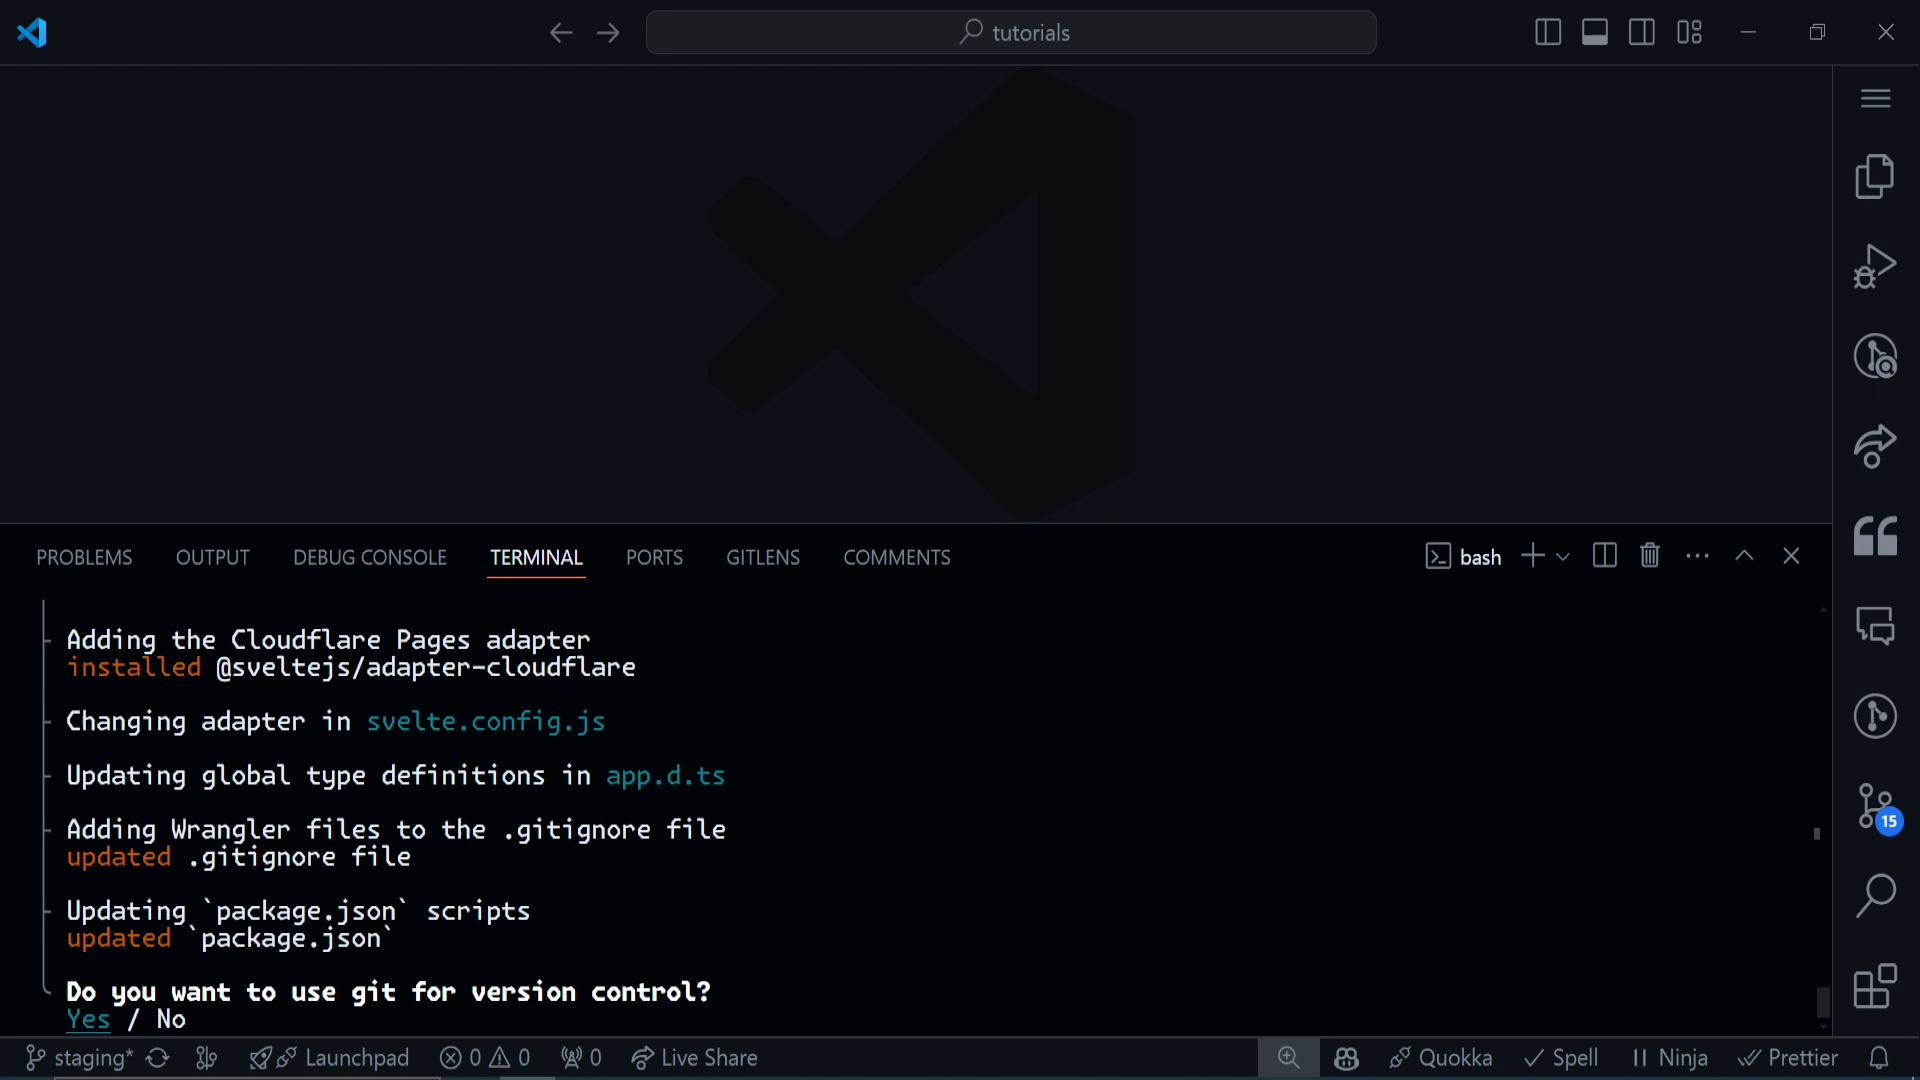 tutorials
PROBLEMS OUTPUT DEBUG CONSOLE TERMINAL PORTS GITLENS COMMENTS bash
Adding the Cloudflare Pages adapter
installed @sveltejs/adapter-cloudflare
Changing adapter in svelte.config.js
Updating global type definitions in app.d.ts
Adding Wrangler files to the .gitignore file
updated .gitignore file
Updating `package.json` scripts
updated `package.json`
Do you want to use git for version control?
Yes / No
15
staging* Launchpad 0 0 0 Live Share Quokka Spell Ninja Prettier